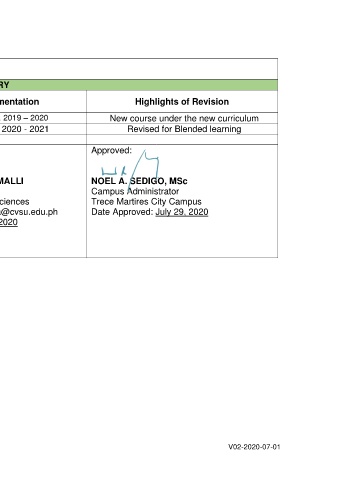 RY
mentation
Highlights of Revision
2019 – 2020
New course under the new curriculum
2020 - 2021
Revised for Blended learning
Approved:
MALLI
NOEL A. SEDIGO, MSc
ciences
Campus Administrator
@cvsu.edu.ph
Trece Martires City Campus
2020
Date Approved: July 29, 2020
V02-2020-07-01